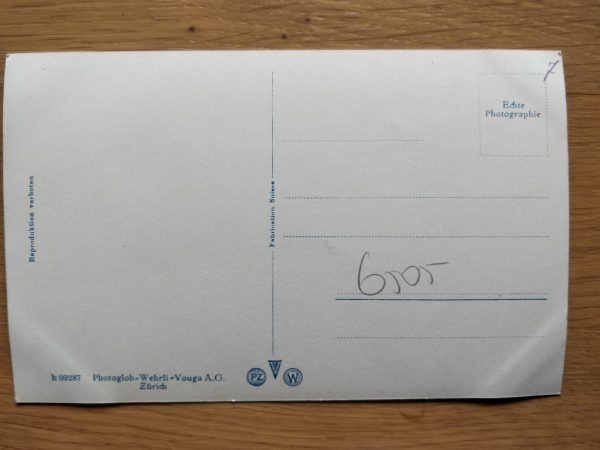 7
Echte
Photographie
Reproduktion verboten
Fabrication Suisse
6505
h 09287 Photoglob-Wehrli-Vouga A.G.
Zürich
PZ
V
W